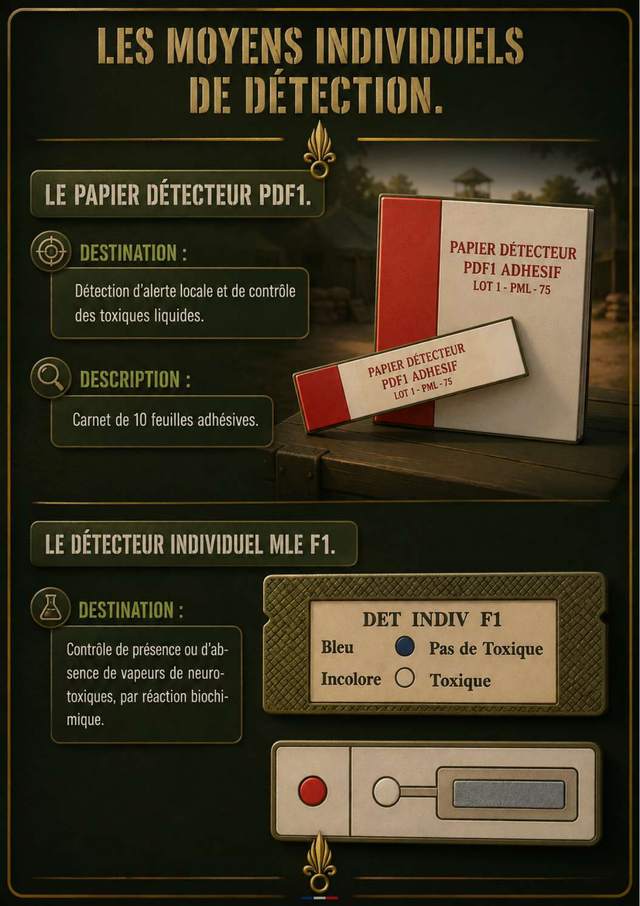 LES MOYENS INDIVIDUELS
DE DÉTECTION.
LE PAPIER DÉTECTEUR PDF1.
DESTINATION :
Détection d'alerte locale et de contrôle
des toxiques liquides.
DESCRIPTION :
Carnet de 10 feuilles adhésives.
PAPIER DÉTECTEUR
PDF1 ADHESIF
LOT 1 - PML - 75
PAPIER DÉTECTEUR
PDF1 ADHESIF
LOT 1 - PML - 75
LE DÉTECTEUR INDIVIDUEL MLE F1.
DESTINATION :
Contrôle de présence ou d'ab-
sence de vapeurs de neuro-
toxiques, par réaction biochi-
mique.
DET INDIV F1
Bleu Pas de Toxique
Incolore Toxique